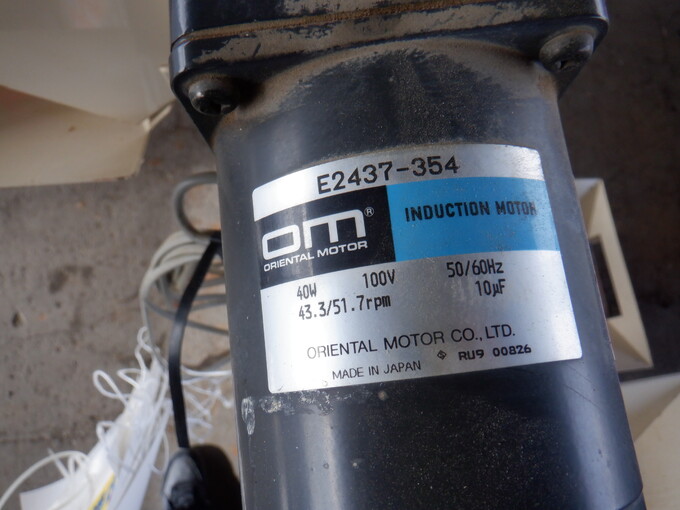 E2437-354
om®
ORIENTAL MOTOR
INDUCTION MOTOR
40W 100V 50/60Hz
43.3/51.7rpm 10µF
ORIENTAL MOTOR CO.,LTD.
MADE IN JAPAN RU9 00826